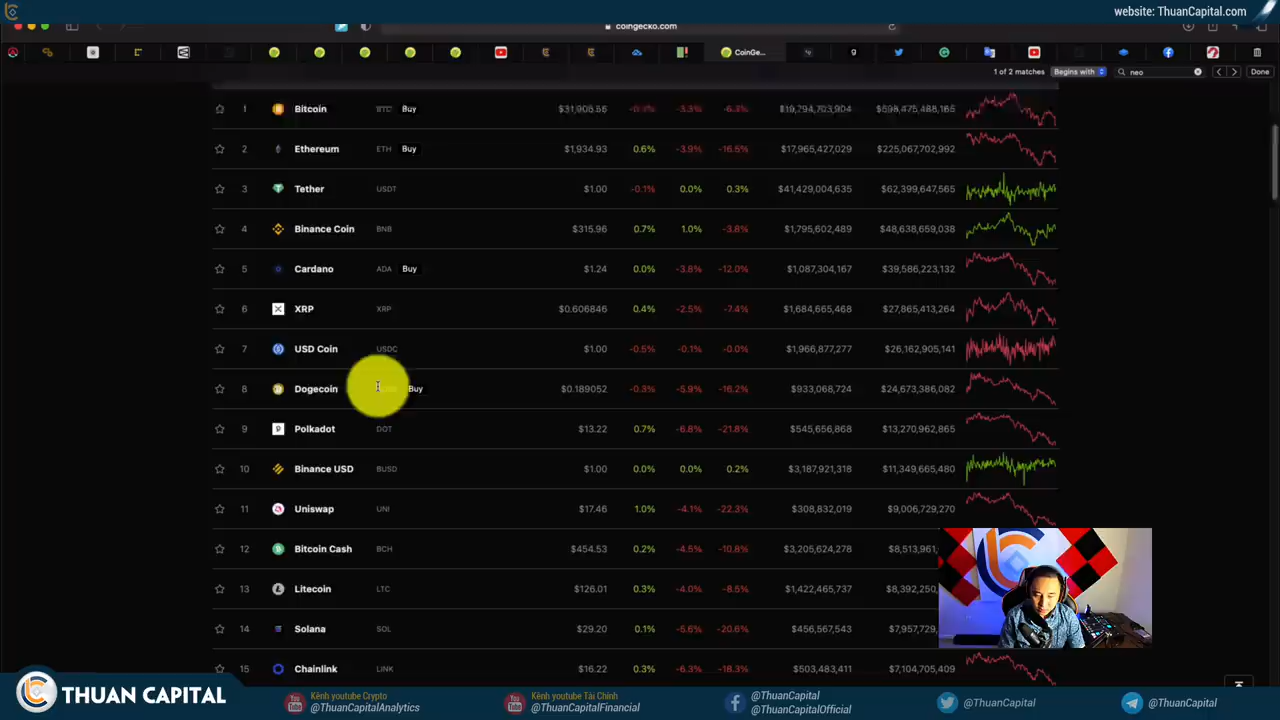 website: ThuanCapital.com
coingecko.com
CoinGe...
1 of 2 matches Begins with neo Done
1 Bitcoin BTC Buy -3.3%
2 Ethereum ETH Buy $1,934.93 0.6% -3.9% -16.5% $17,965,427,029 $225,067,702,992
3 Tether USDT $1.00 -0.1% 0.0% 0.3% $41,429,004,635 $62,399,647,565
4 Binance Coin BNB $315.96 0.7% 1.0% -3.8% $1,795,602,489 $48,638,659,038
5 Cardano ADA Buy $1.24 0.0% -3.8% -12.0% $1,087,304,167 $39,586,223,132
6 XRP XRP $0.606846 0.4% -2.5% -7.4% $1,684,665,468 $27,865,413,264
7 USD Coin USDC $1.00 -0.5% -0.1% -0.0% $1,966,877,277 $26,162,905,141
8 Dogecoin Buy $0.189052 -0.3% -5.9% -16.2% $933,068,724 $24,673,386,082
9 Polkadot DOT $13.22 0.7% -6.8% -21.8% $545,656,868 $13,270,962,865
10 Binance USD BUSD $1.00 0.0% 0.0% 0.2% $3,187,921,318 $11,349,665,480
11 Uniswap UNI $17.46 1.0% -4.1% -22.3% $308,832,019 $9,006,729,270
12 Bitcoin Cash BCH $454.53 0.2% -4.5% -10.8% $3,205,624,278 $8,513,961,
13 Litecoin LTC $126.01 0.3% -4.0% -8.5% $1,422,465,737 $8,392,250,
14 Solana SOL $29.20 0.1% -5.6% -20.6% $456,567,543 $7,957,729,
15 Chainlink LINK $16.22 0.3% -6.3% -18.3% $503,483,411 $7,104,705,409
THUAN CAPITAL
Kênh youtube Crypto
@ThuanCapitalAnalytics
Kênh youtube Tài Chính
@ThuanCapitalFinancial
@ThuanCapital
@ThuanCapitalOfficial
@ThuanCapital
@ThuanCapital